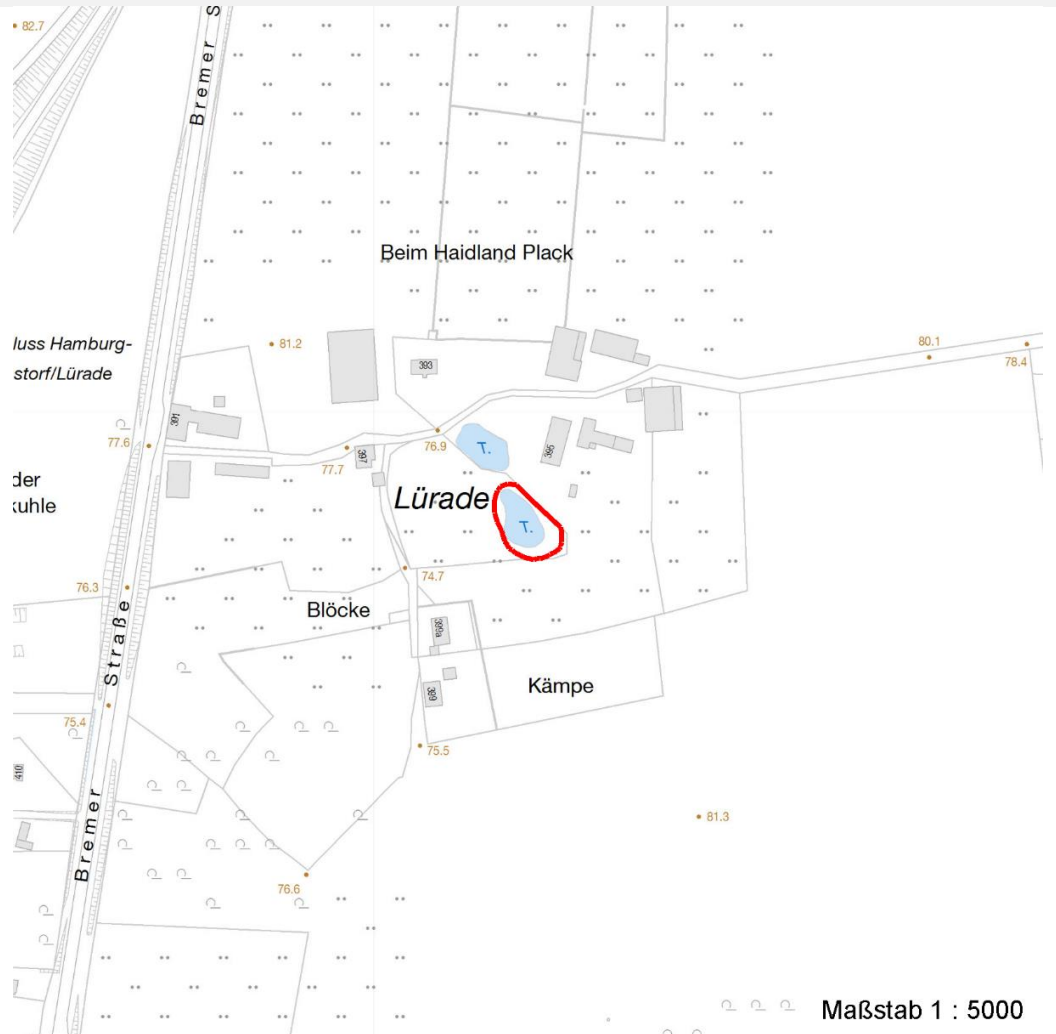 82.7
Bremer S
Beim Haidland Plack
luss Hamburg-
storf/Lürade
81.2
393
80.1
78.4
391
77.6
77.7
397
76.9
T.
395
der
kuhle
Lürade
T.
74.7
76.3
Blöcke
399a
Bremer Straße
Kämpe
399
75.4
75.5
410
81.3
76.6
Maßstab 1 : 5000